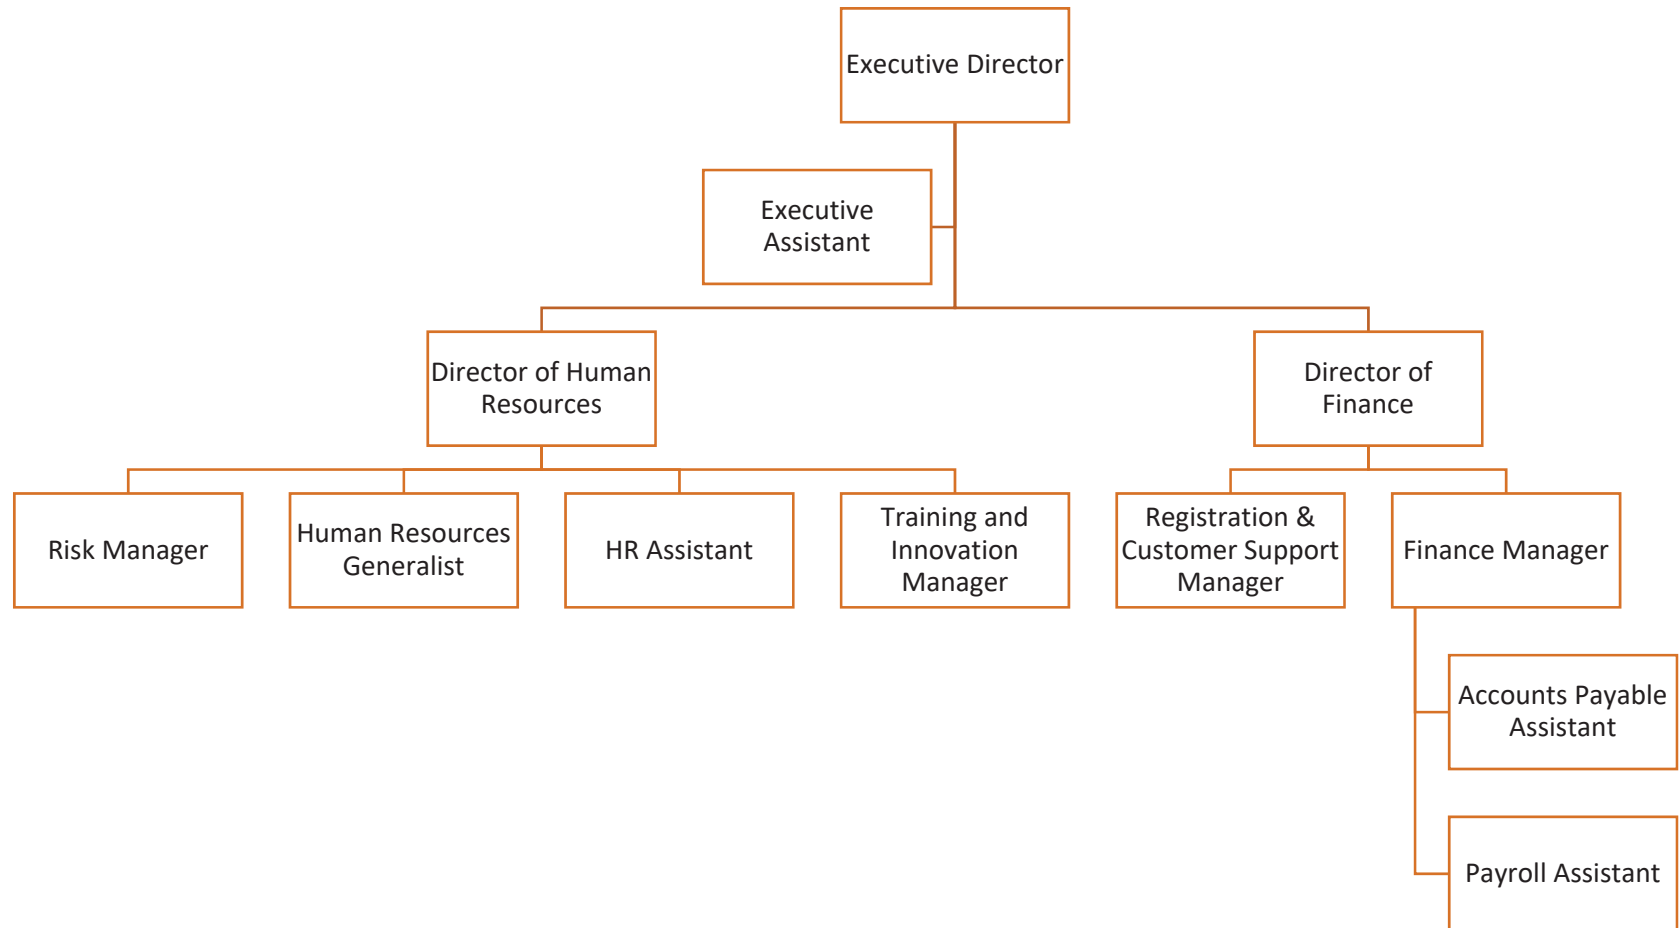 Executive Director
Executive
Assistant
Director of Human
Resources
Director of
Finance
Risk Manager
Human Resources
Generalist
HR Assistant
Training and
Innovation
Manager
Registration &
Customer Support
Manager
Finance Manager
Accounts Payable
Assistant
Payroll Assistant